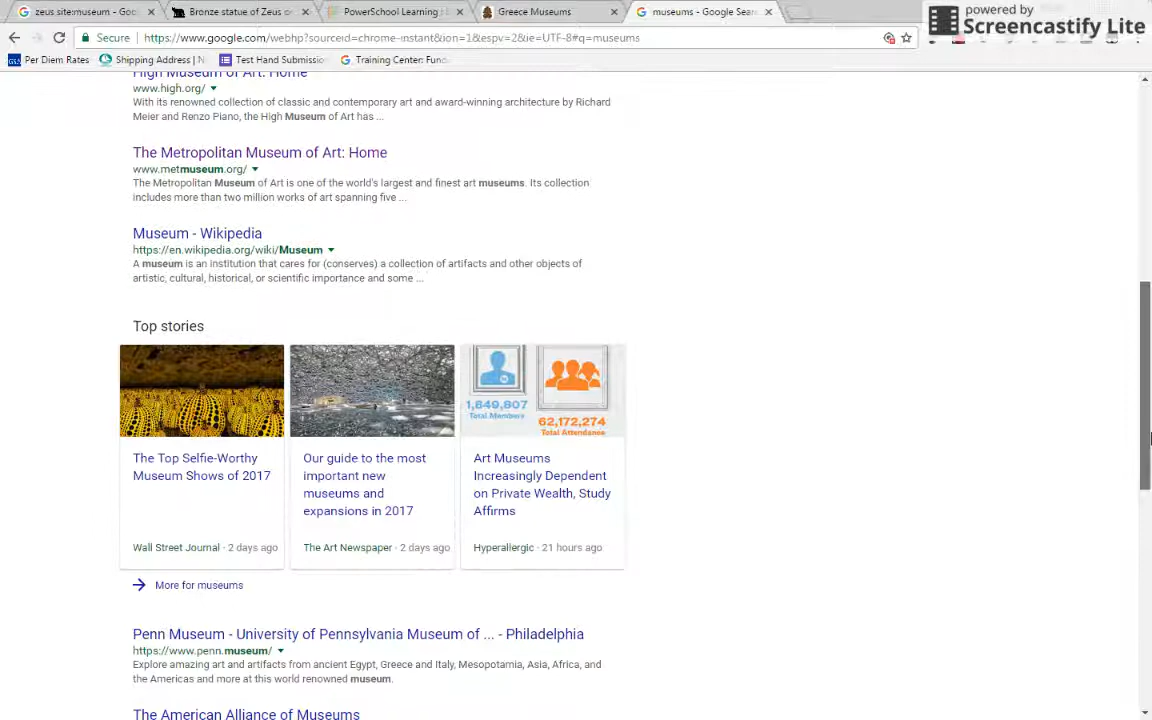 zeus site:museum - Goo
Bronze statue of Zeus o
PowerSchool Learning :
Greece Museums
museums - Google Sear
powered by
Screencastify Lite
Secure
https://www.google.com/webhp?sourceid=chrome-instant&ion=1&espv=2&ie=UTF-8#q=museums
Per Diem Rates
Shipping Address | N
Test Hand Submissio
Training Center: Fund
High Museum of Art: Home
www.high.org/
With its renowned collection of classic and contemporary art and award-winning architecture by Richard
Meier and Renzo Piano, the High Museum of Art has ...
The Metropolitan Museum of Art: Home
www.metmuseum.org/
The Metropolitan Museum of Art is one of the world's largest and finest art museums. Its collection
includes more than two million works of art spanning five ...
Museum - Wikipedia
https://en.wikipedia.org/wiki/Museum
A museum is an institution that cares for (conserves) a collection of artifacts and other objects of
artistic, cultural, historical, or scientific importance and some ...
Top stories
1,849,807
Total Members
62,172,274
Total Attendance
The Top Selfie-Worthy
Museum Shows of 2017
Wall Street Journal · 2 days ago
Our guide to the most
important new
museums and
expansions in 2017
The Art Newspaper · 2 days ago
Art Museums
Increasingly Dependent
on Private Wealth, Study
Affirms
Hyperallergic · 21 hours ago
More for museums
Penn Museum - University of Pennsylvania Museum of ... - Philadelphia
https://www.penn.museum/
Explore amazing art and artifacts from ancient Egypt, Greece and Italy, Mesopotamia, Asia, Africa, and
the Americas and more at this world renowned museum.
The American Alliance of Museums